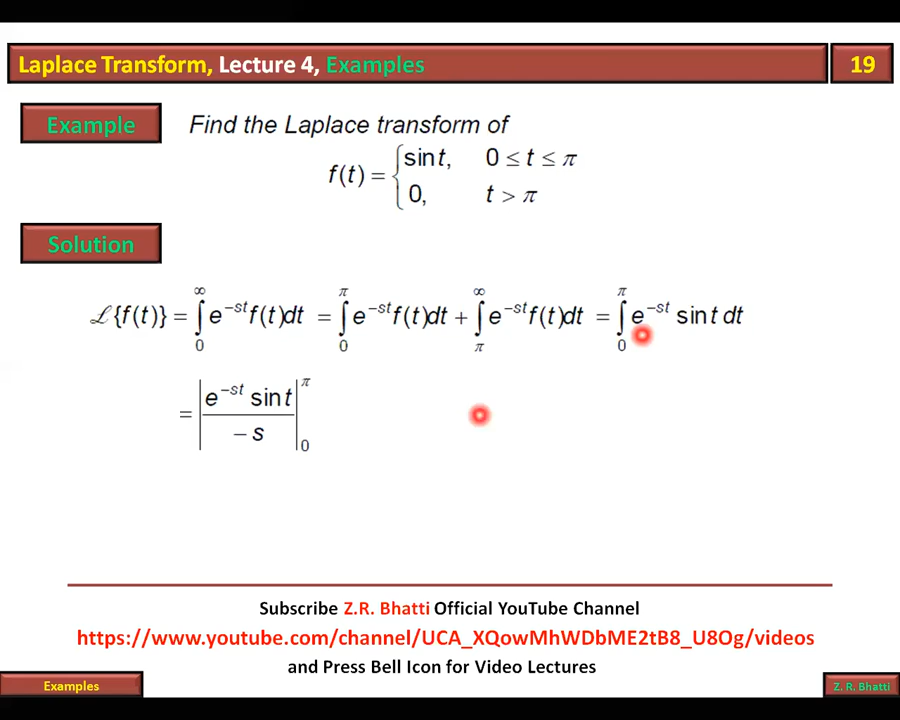 Laplace Transform, Lecture 4, Examples
19
Example
Find the Laplace transform of
f(t) = { sin t, 0 ≤ t ≤ π
0, t > π
Solution
ℒ{f(t)} = ∫₀^∞ e^{-st} f(t)dt = ∫₀^π e^{-st} f(t)dt + ∫_π^∞ e^{-st} f(t)dt = ∫₀^π e^{-st} sin t dt
= | e^{-st} sin t / -s |₀^π
Subscribe Z.R. Bhatti Official YouTube Channel
https://www.youtube.com/channel/UCA_XQowMhWDbME2tB8_U8Og/videos
and Press Bell Icon for Video Lectures
Examples
Z. R. Bhatti